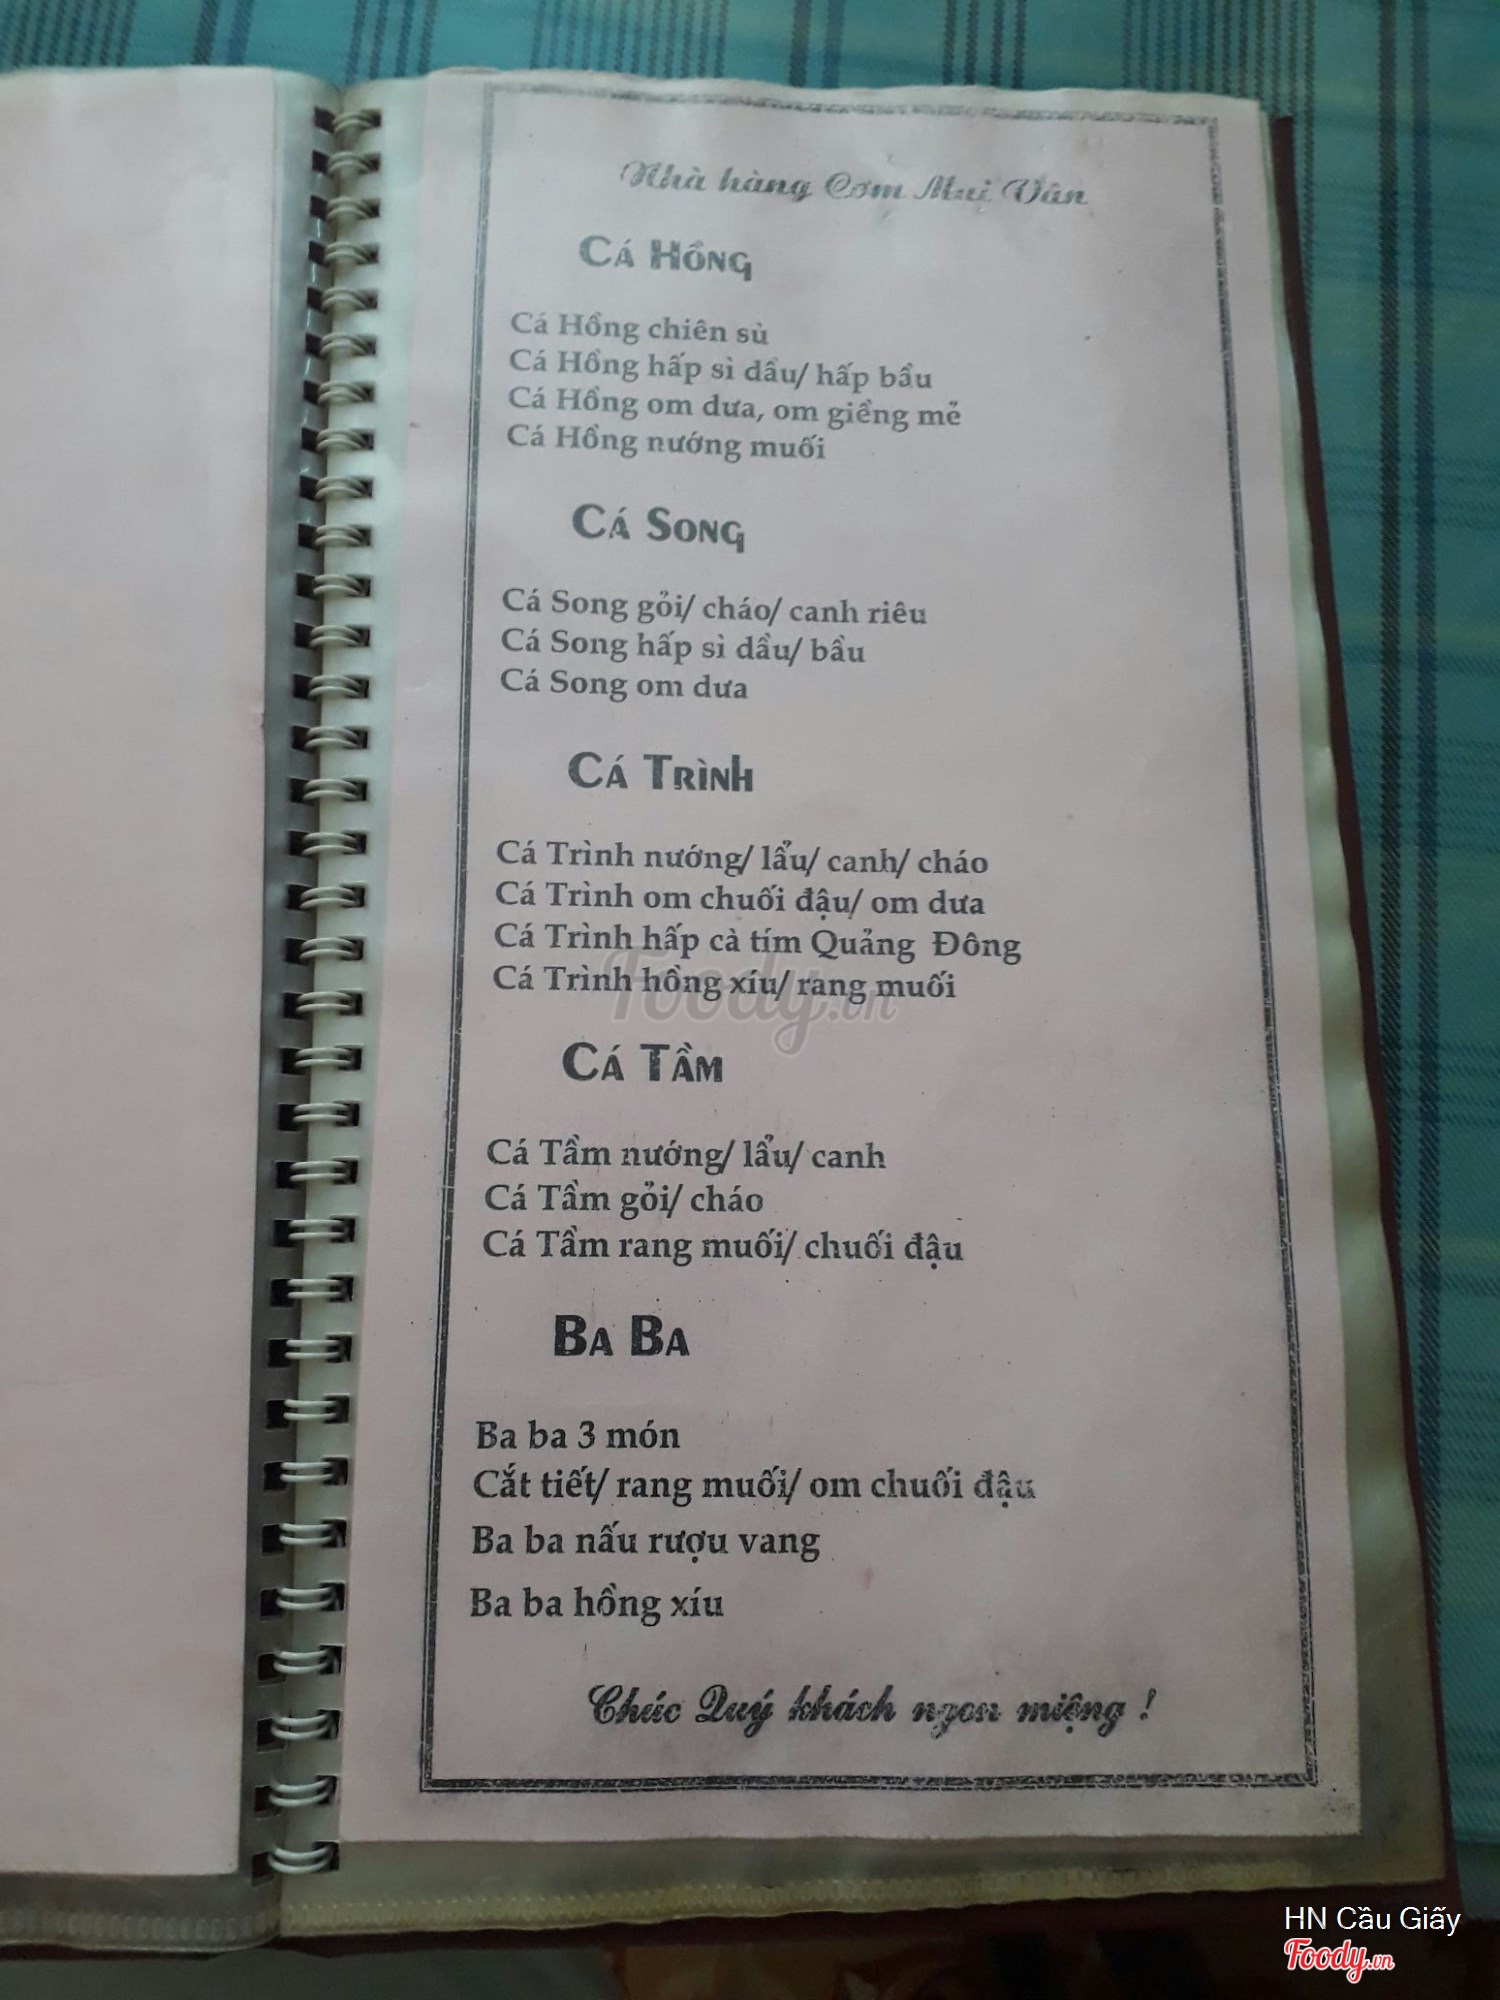 Nhà hàng Cơm Mai Vân
CÁ HỒNG
Cá Hồng chiên sù
Cá Hồng hấp sì dầu/ hấp bầu
Cá Hồng om dưa, om giềng mẻ
Cá Hồng nướng muối
CÁ SONG
Cá Song gỏi/ cháo/ canh riêu
Cá Song hấp sì dầu/ bầu
Cá Song om dưa
CÁ TRÌNH
Cá Trình nướng/ lẩu/ canh/ cháo
Cá Trình om chuối đậu/ om dưa
Cá Trình hấp cà tím Quảng Đông
Cá Trình hồng xíu/ rang muối
Foody.vn
CÁ TẦM
Cá Tầm nướng/ lẩu/ canh
Cá Tầm gỏi/ cháo
Cá Tầm rang muối/ chuối đậu
BA BA
Ba ba 3 món
Cắt tiết/ rang muối/ om chuối đậu
Ba ba nấu rượu vang
Ba ba hồng xíu
Chúc Quý khách ngon miệng !
HN Cầu Giấy
Foody.vn